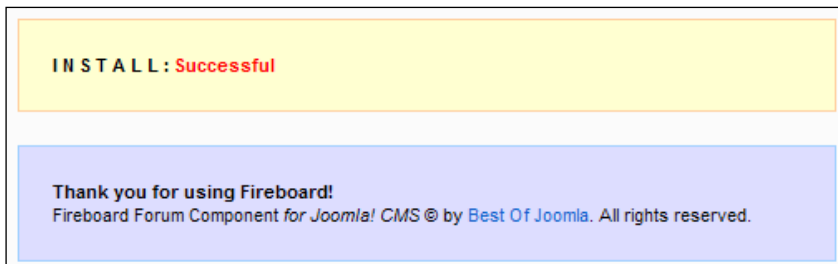 I N S T A L L : Successful
Thank you for using Fireboard!
Fireboard Forum Component for Joomla! CMS © by Best Of Joomla. All rights reserved.